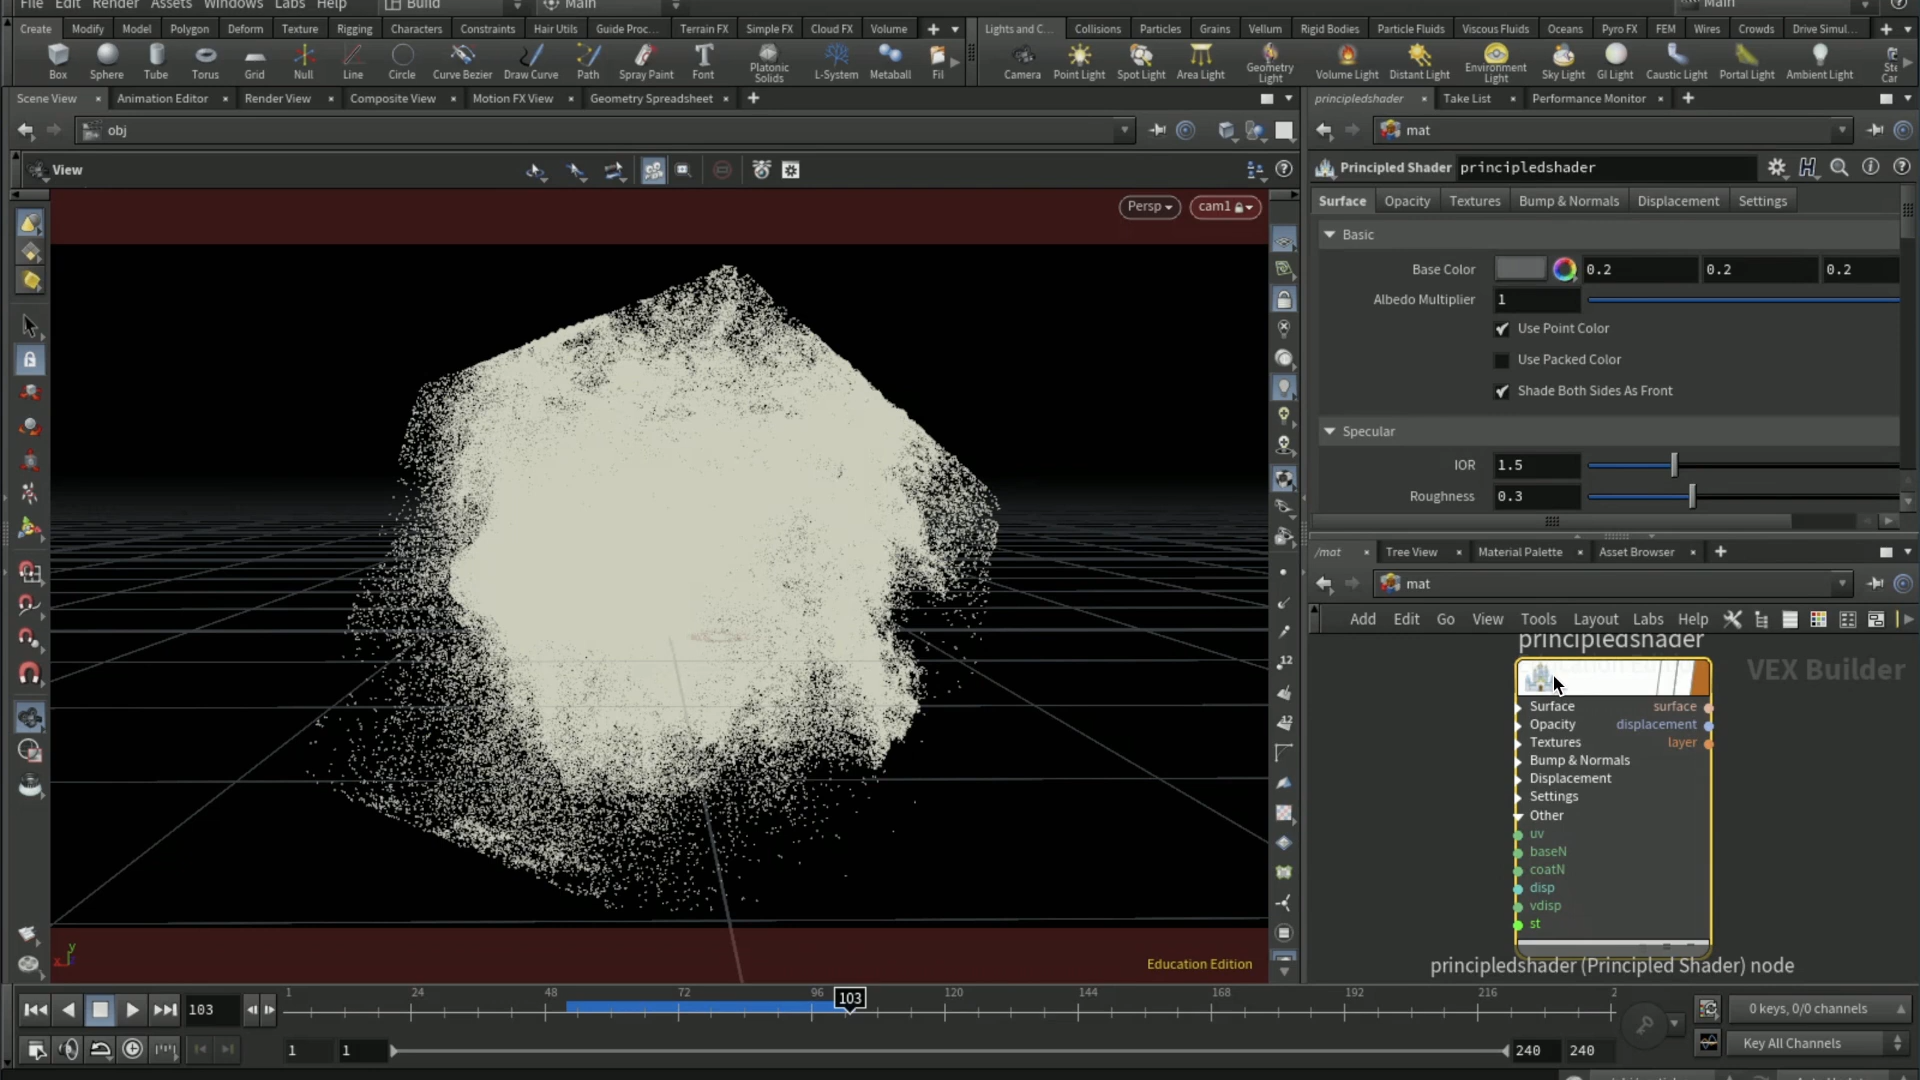 File Edit Render Assets Windows Labs Help Build Main Main
Create Modify Model Polygon Deform Texture Rigging Characters Constraints Hair Utils Guide Proc... Terrain FX Simple FX Cloud FX Volume
Lights and C... Collisions Particles Grains Vellum Rigid Bodies Particle Fluids Viscous Fluids Oceans Pyro FX FEM Wires Crowds Drive Simul...
Box Sphere Tube Torus Grid Null Line Circle Curve Bezier Draw Curve Path Spray Paint Font Platonic Solids L-System Metaball Fil
Camera Point Light Spot Light Area Light Geometry Light Volume Light Distant Light Environment Light Sky Light GI Light Caustic Light Portal Light Ambient Light Ste Car
Scene View Animation Editor Render View Composite View Motion FX View Geometry Spreadsheet
obj
View
Persp cam1
12
12
Education Edition
y
x
principledshader Take List Performance Monitor
mat
Principled Shader principledshader
Surface Opacity Textures Bump & Normals Displacement Settings
Basic
Base Color 0.2 0.2 0.2
Albedo Multiplier 1
Use Point Color
Use Packed Color
Shade Both Sides As Front
Specular
IOR 1.5
Roughness 0.3
/mat Tree View Material Palette Asset Browser
mat
Add Edit Go View Tools Layout Labs Help
principledshader
VEX Builder
Surface surface
Opacity displacement
Textures layer
Bump & Normals
Displacement
Settings
Other
uv
baseN
coatN
disp
vdisp
st
principledshader (Principled Shader) node
103 1 24 48 72 96 103 120 144 168 192 216 2
0 keys, 0/0 channels
1 1 240 240
Key All Channels